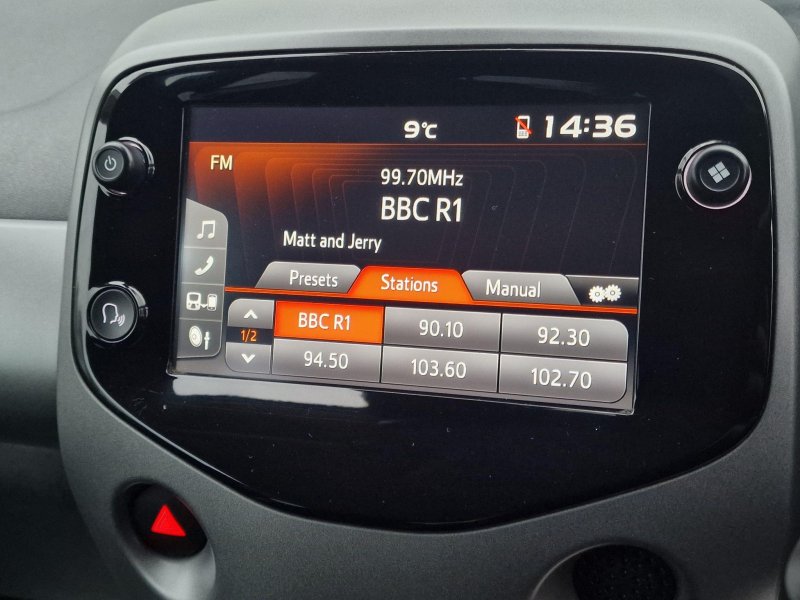 9°C 14:36
FM
99.70MHz
BBC R1
Matt and Jerry
Presets Stations Manual
1/2
BBC R1 90.10 92.30
94.50 103.60 102.70